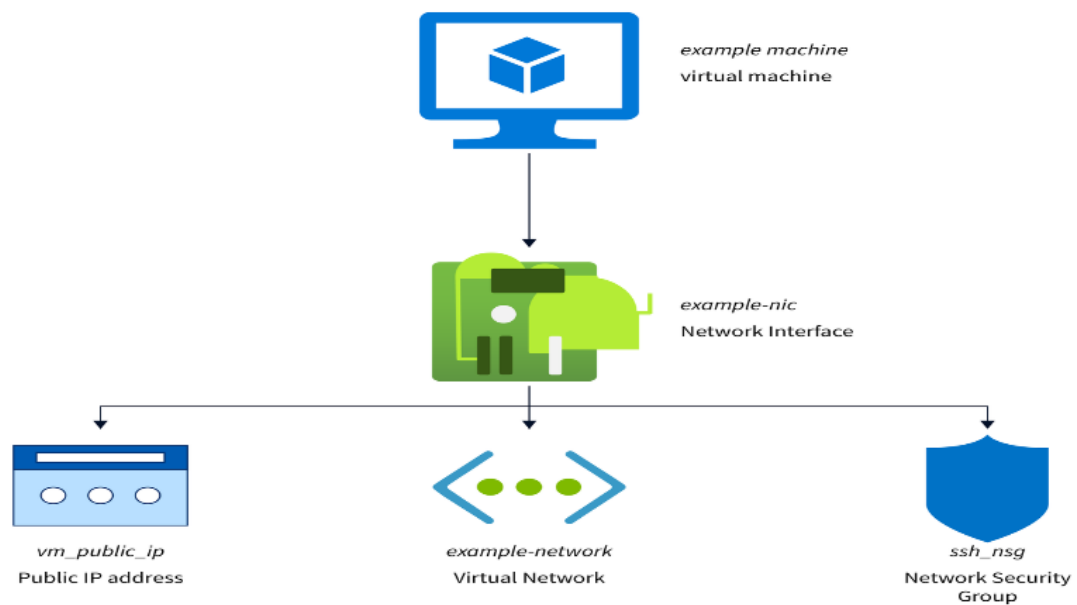 example machine
virtual machine
example-nic
Network Interface
vm_public_ip
Public IP address
example-network
Virtual Network
ssh_nsg
Network Security
Group